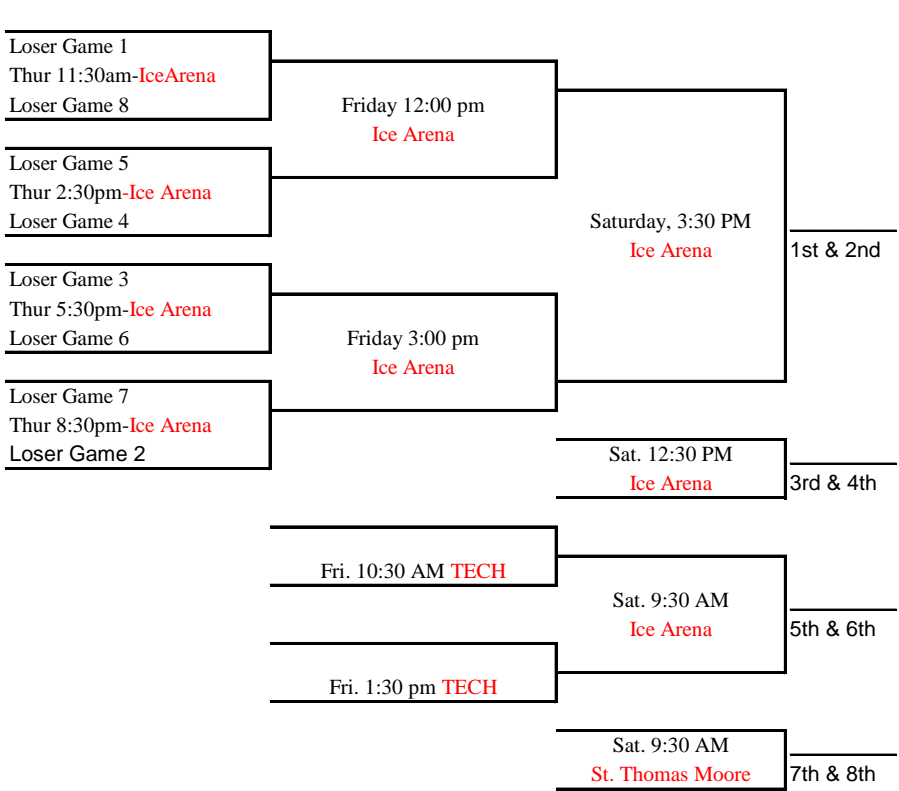 Loser Game 1
Thur 11:30am-IceArena
Loser Game 8
Friday 12:00 pm
Ice Arena
Loser Game 5
Thur 2:30pm-Ice Arena
Loser Game 4
Saturday, 3:30 PM
Ice Arena
1st & 2nd
Loser Game 3
Thur 5:30pm-Ice Arena
Loser Game 6
Friday 3:00 pm
Ice Arena
Loser Game 7
Thur 8:30pm-Ice Arena
Loser Game 2
Sat. 12:30 PM
Ice Arena
3rd & 4th
Fri. 10:30 AM TECH
Sat. 9:30 AM
Ice Arena
5th & 6th
Fri. 1:30 pm TECH
Sat. 9:30 AM
St. Thomas Moore
7th & 8th